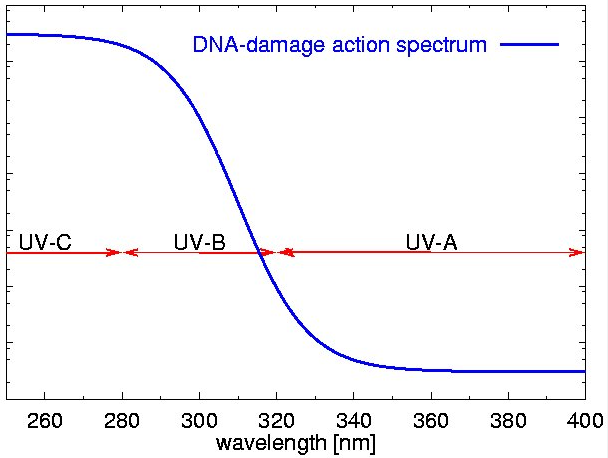 DNA-damage action spectrum
UV-C UV-B UV-A
260 280 300 320 340 360 380 400
wavelength [nm]